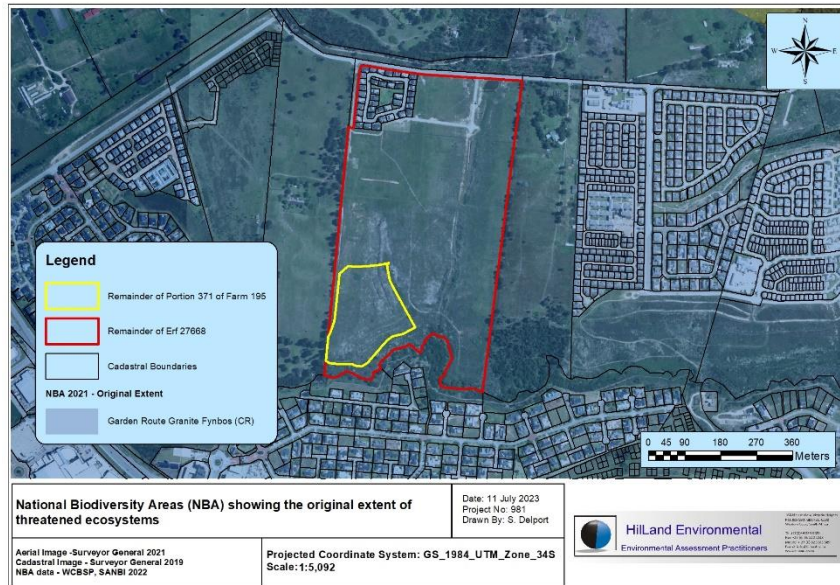 N
W E
S
Legend
Remainder of Portion 371 of Farm 195
Remainder of Erf 27668
Cadastral Boundaries
NBA 2021 - Original Extent
Garden Route Granite Fynbos (CR)
0 45 90 180 270 360
Meters
National Biodiversity Areas (NBA) showing the original extent of
threatened ecosystems
Date: 11 July 2023
Project No: 981
Drawn By: S. Delport
Aerial Image -Surveyor General 2021
Cadastral Image - Surveyor General 2019
NBA data - WCBSP, SANBI 2022
Projected Coordinate System: GS_1984_UTM_Zone_34S
Scale: 1:5,092
HilLand Environmental
Environmental Assessment Practitioners